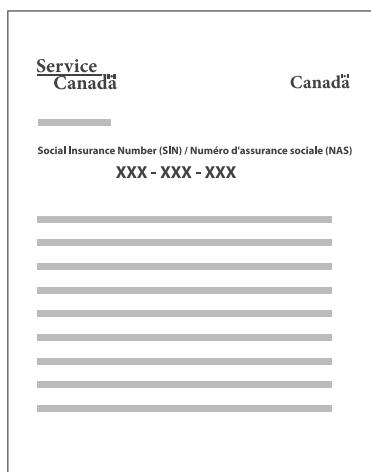 Service
Canada
Canada
Social Insurance Number (SIN) / Numéro d'assurance sociale (NAS)
XXX - XXX - XXX